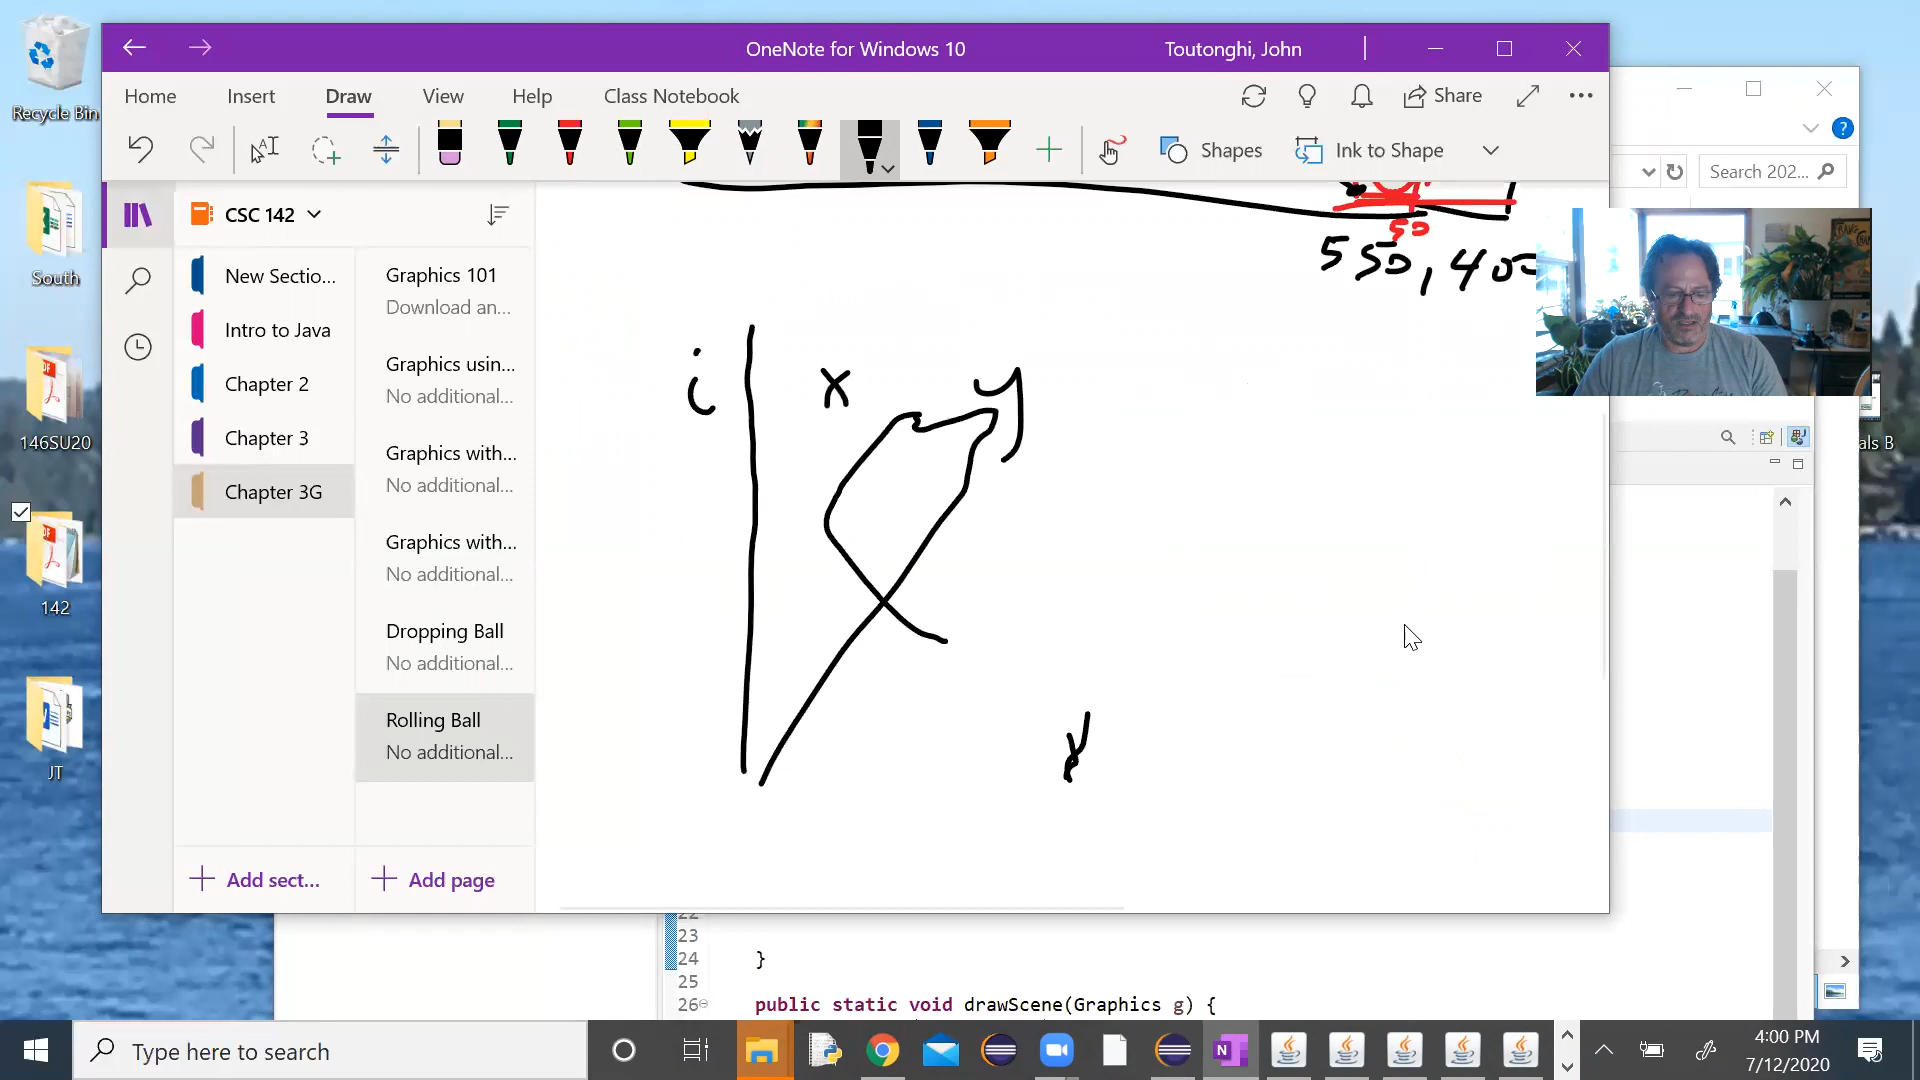 Recycle Bin
South
146SU20
142
JT
OneNote for Windows 10
Toutonghi, John
Home
Insert
Draw
View
Help
Class Notebook
Share
Shapes
Ink to Shape
CSC 142
New Sectio...
Intro to Java
Chapter 2
Chapter 3
Chapter 3G
Add sect...
Graphics 101
Download an...
Graphics usin...
No additional...
Graphics with...
No additional...
Graphics with...
No additional...
Dropping Ball
No additional...
Rolling Ball
No additional...
Add page
50
550, 400
i x y
Search 202...
als B
22
23
24 }
25
26 public static void drawScene(Graphics g) {
Type here to search
4:00 PM
7/12/2020